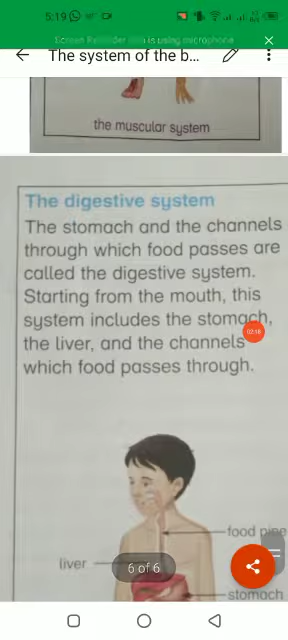 5:19
Screen Recorder is using microphone
The system of the b...
the muscular system
The digestive system
The stomach and the channels
through which food passes are
called the digestive system.
Starting from the mouth, this
system includes the stomach,
02:18
the liver, and the channels
which food passes through.
food pipe
liver
6 of 6
stomach